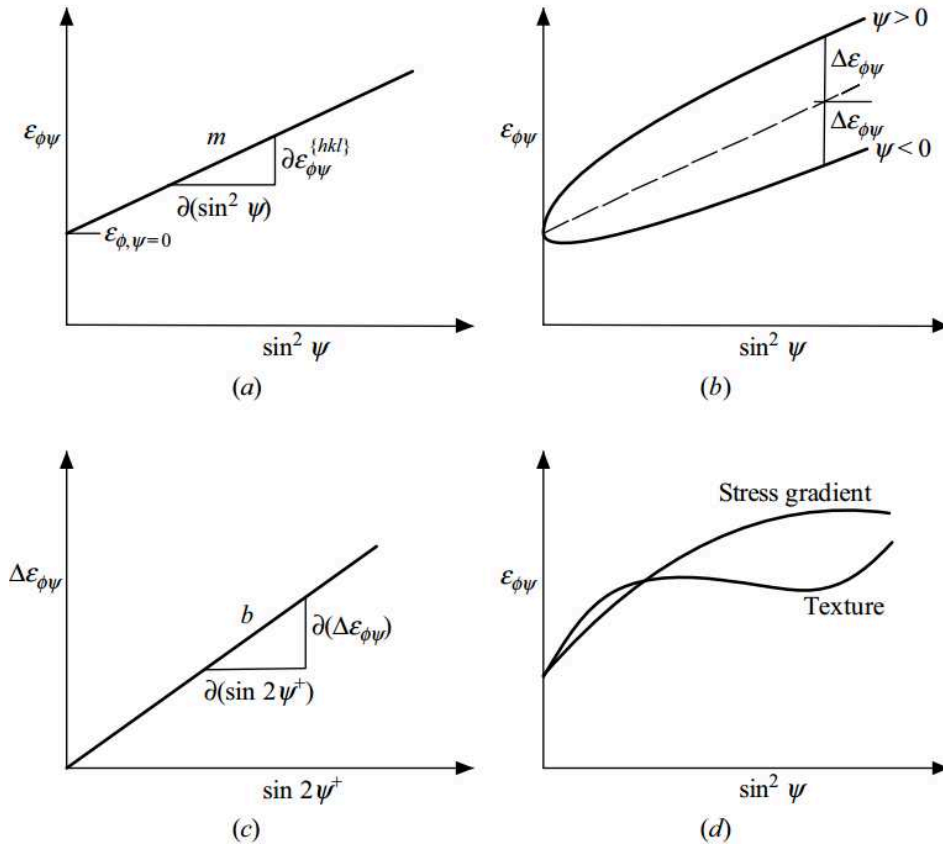 ε_ϕψ
m
∂ε_ϕψ^{hkl}
∂(sin² ψ)
ε_ϕ,ψ=0
sin² ψ
(a)
ψ > 0
Δε_ϕψ
ε_ϕψ
Δε_ϕψ
ψ < 0
sin² ψ
(b)
Δε_ϕψ
b
∂(Δε_ϕψ)
∂(sin 2ψ⁺)
sin 2ψ⁺
(c)
Stress gradient
ε_ϕψ
Texture
sin² ψ
(d)